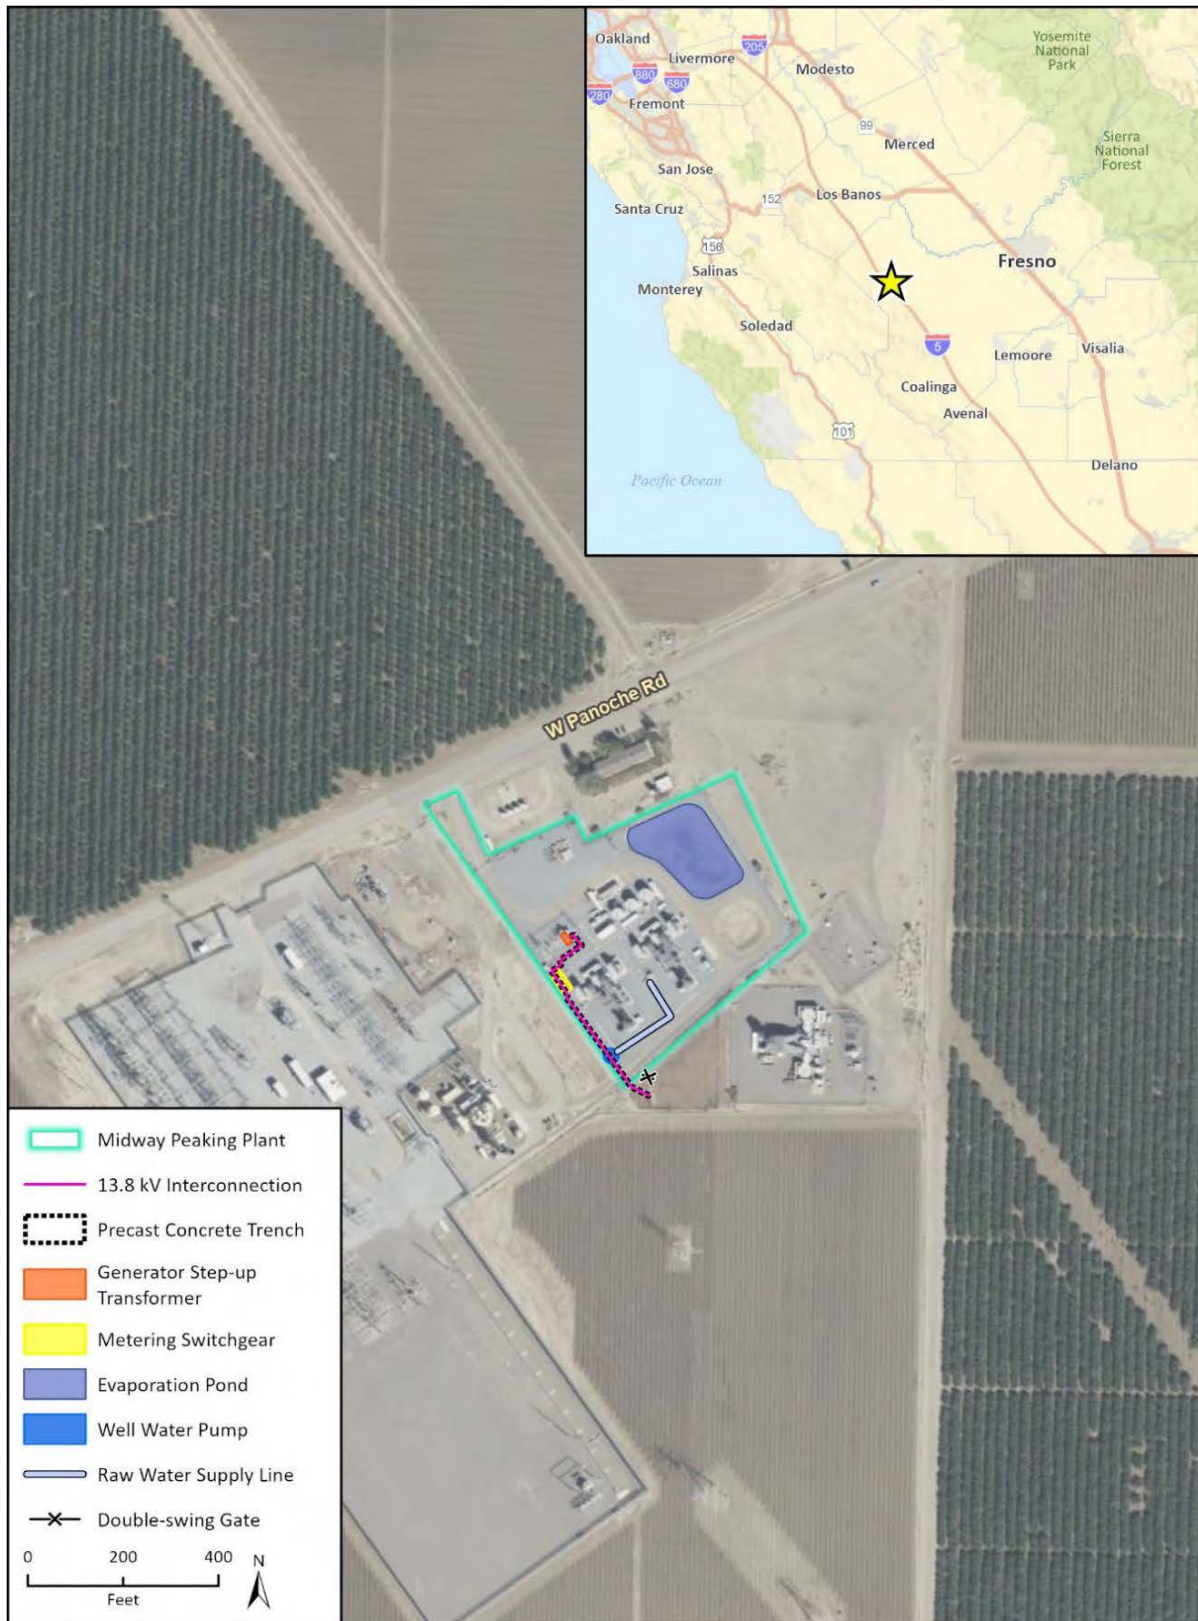 Oakland
Livermore
205
Modesto
Yosemite
National
Park
880
680
280
Fremont
99
Merced
Sierra
National
Forest
San Jose
152
Los Banos
Santa Cruz
156
Salinas
Monterey
Fresno
Soledad
5
Lemoore
Visalia
Coalinga
Avenal
101
Delano
Pacific Ocean
W Panoche Rd
Midway Peaking Plant
13.8 kV Interconnection
Precast Concrete Trench
Generator Step-up
Transformer
Metering Switchgear
Evaporation Pond
Well Water Pump
Raw Water Supply Line
Double-swing Gate
0 200 400
Feet
N